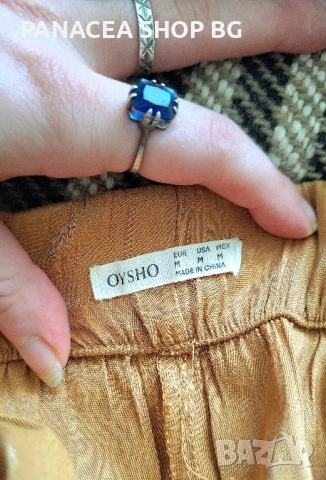 PANACEA SHOP BG
OYSHO
EUR USA MEX
M M M
MADE IN CHINA
BAZAR